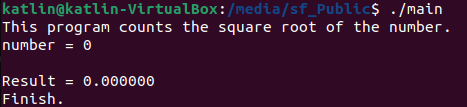 katlin@katlin-VirtualBox:/media/sf_Public$ ./main
This program counts the square root of the number.
number = 0

Result = 0.000000
Finish.